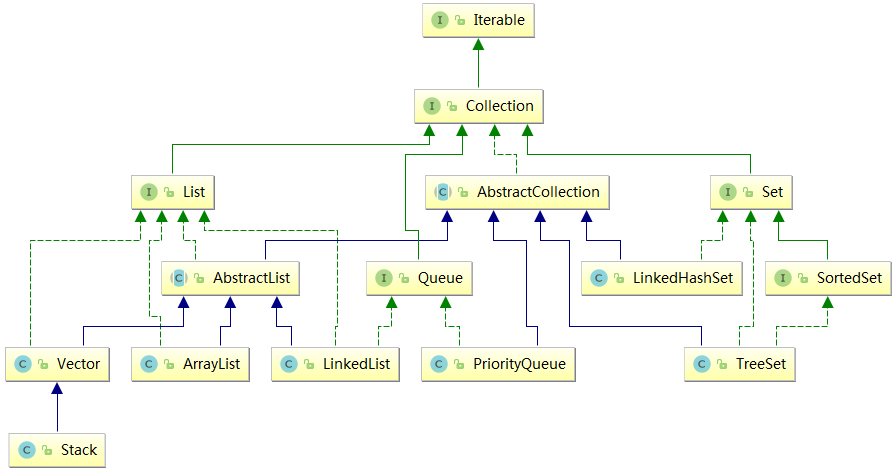 I Iterable
I Collection
I List
C AbstractCollection
I Set
C AbstractList
I Queue
C LinkedHashSet
I SortedSet
C Vector
C ArrayList
C LinkedList
C PriorityQueue
C TreeSet
C Stack